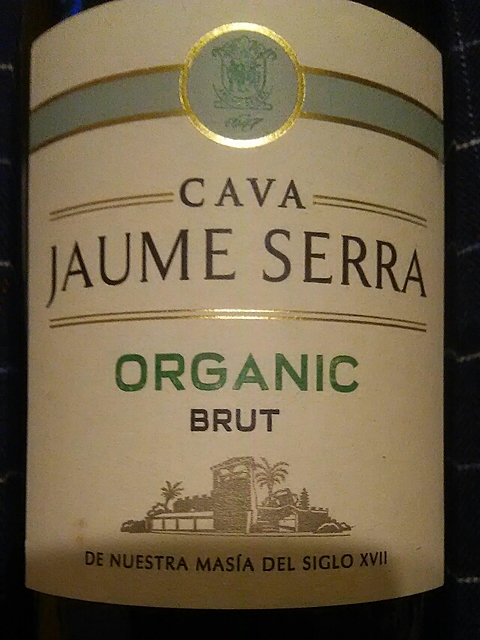 CAVA
JAUME SERRA
ORGANIC
BRUT
DE NUESTRA MASÍA DEL SIGLO XVII